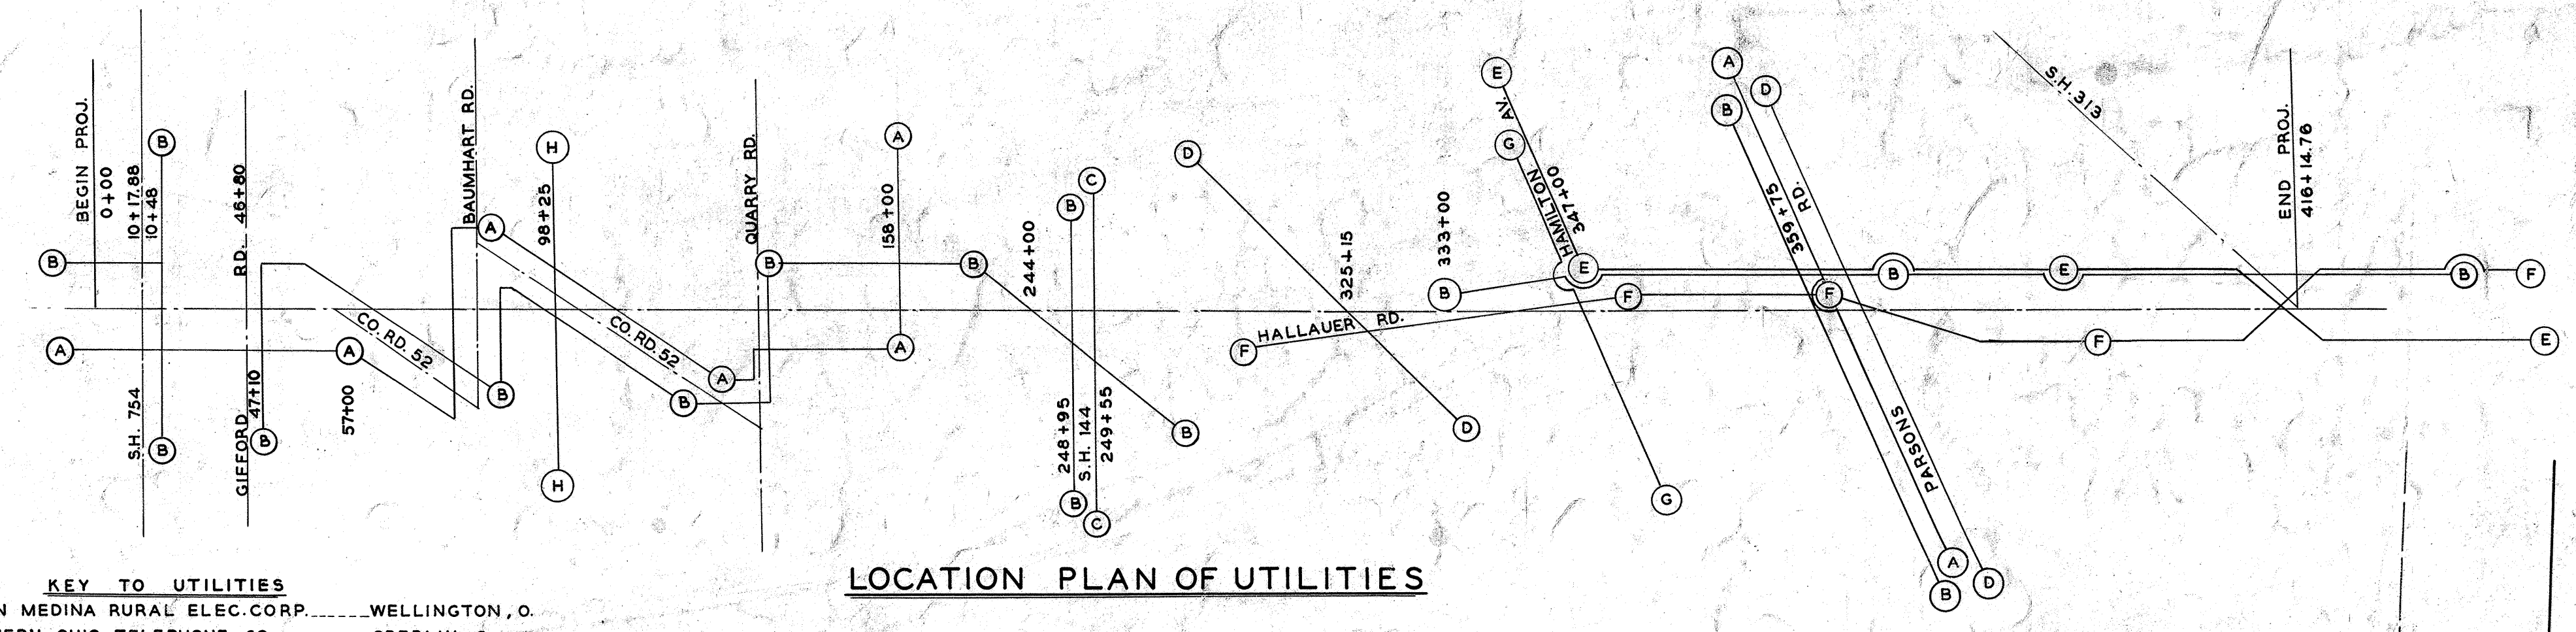 BEGIN PROJ.
0+00
10+17.88
10+48
S.H. 754
B
B
B
A
GIFFORD RD. 46+80
47+10
B
57+00
A
CO. RD. 52
BAUMHART RD.
A
B
98+25
H
H
CO. RD. 52
A
B
QUARRY RD.
B
158+00
A
A
B
244+00
B
248+95
S.H. 144
249+55
B
C
B
C
D
325+15
D
F
HALLAUER RD.
F
333+00
B
E
G
HAMILTON AV.
347+00
E
G
A
B
D
359+75
PARSONS RD.
F
A
B
D
B
E
F
S.H. 313
END PROJ.
416+14.76
B
F
E
LOCATION PLAN OF UTILITIES
KEY TO UTILITIES
N MEDINA RURAL ELEC. CORP.______WELLINGTON, O.